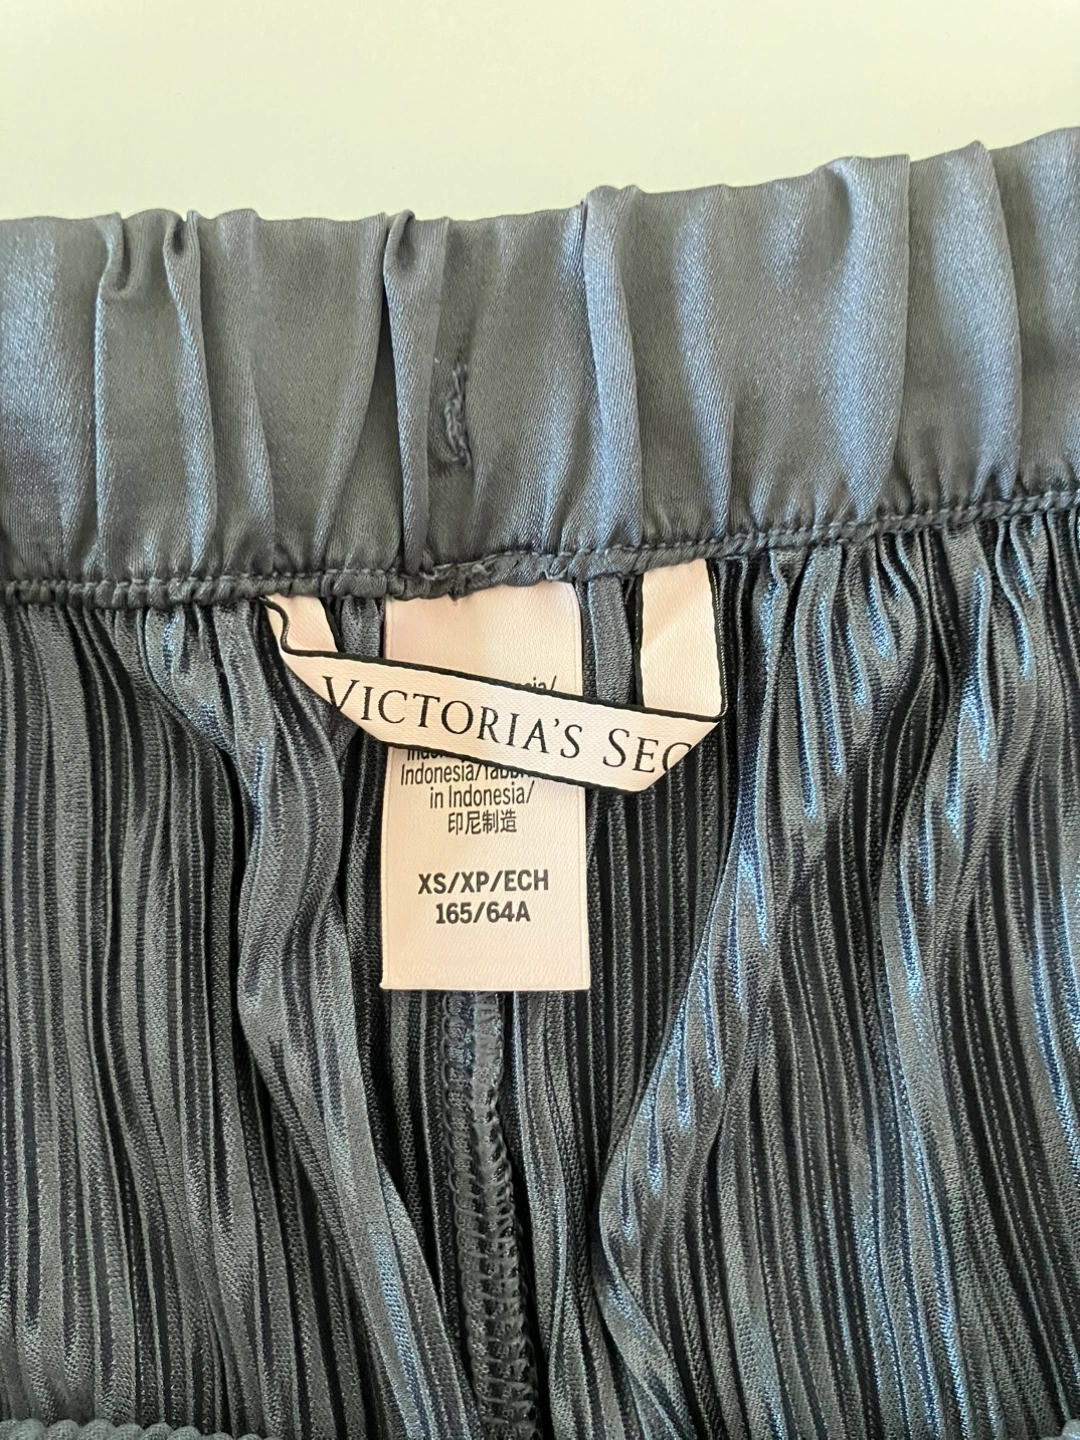 VICTORIA'S SEC
Indonesia/
in Indonesia/
印尼制造
XS/XP/ECH
165/64A